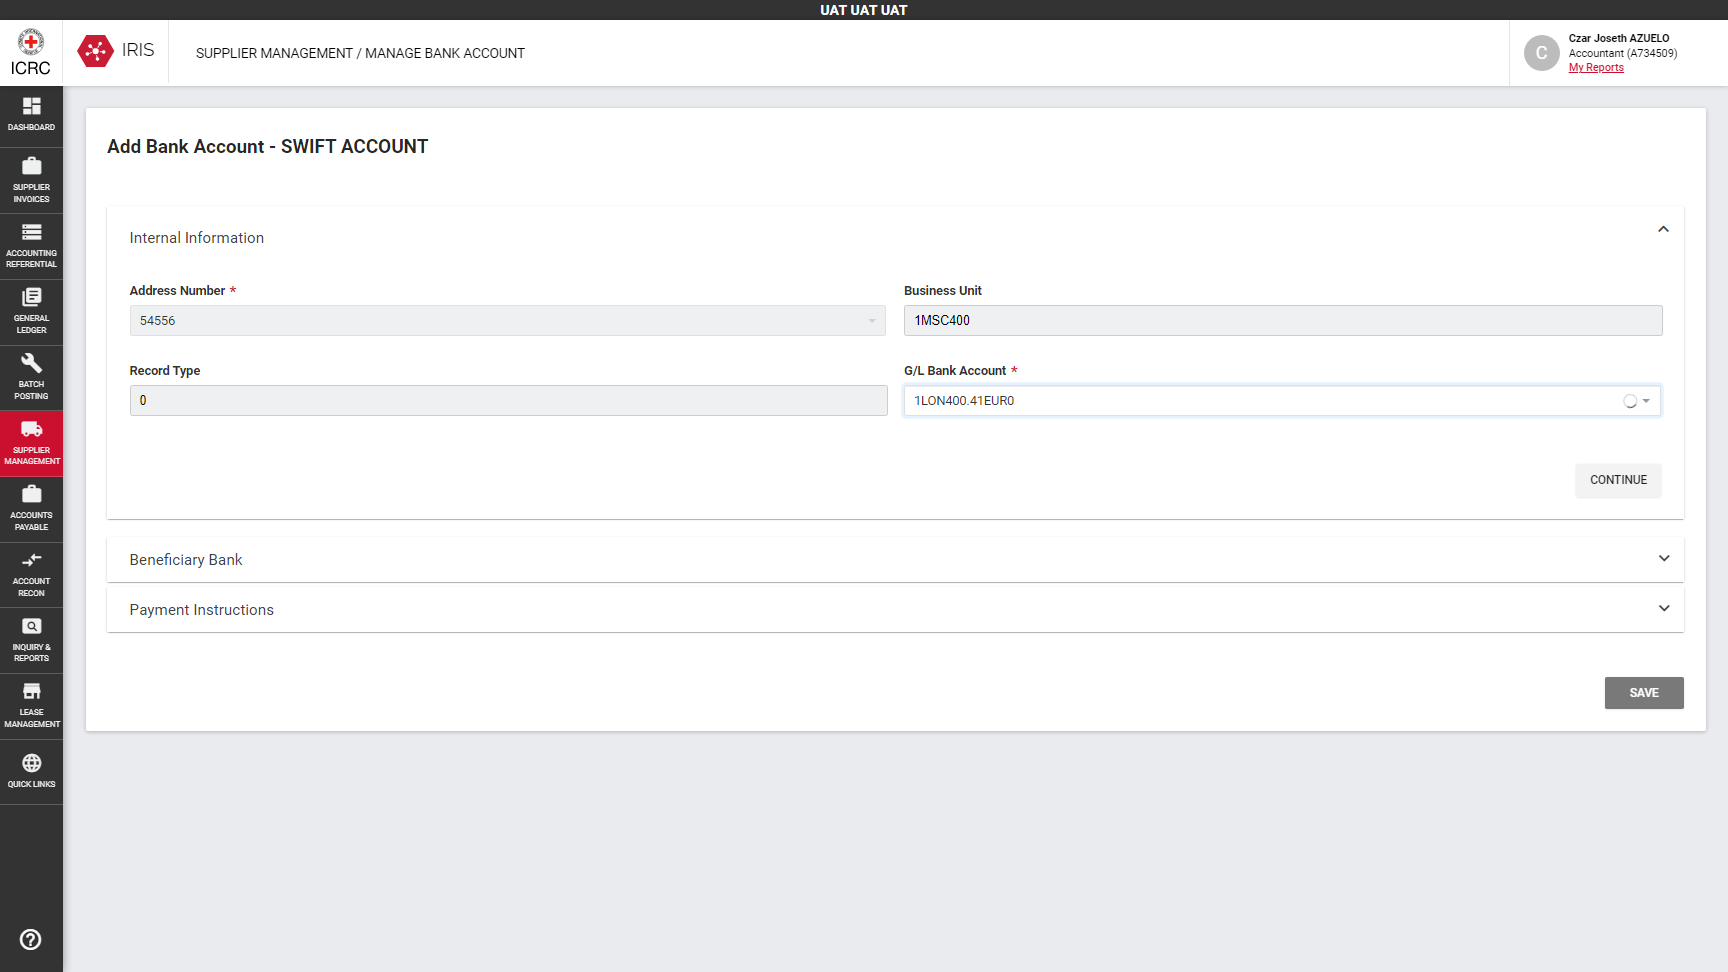 UAT UAT UAT
ICRC
IRIS
SUPPLIER MANAGEMENT / MANAGE BANK ACCOUNT
C
Czar Joseth AZUELO
Accountant (A734509)
My Reports
DASHBOARD
SUPPLIER
INVOICES
ACCOUNTING
REFERENTIAL
GENERAL
LEDGER
BATCH
POSTING
SUPPLIER
MANAGEMENT
ACCOUNTS
PAYABLE
ACCOUNT
RECON
INQUIRY &
REPORTS
LEASE
MANAGEMENT
QUICK LINKS
Add Bank Account - SWIFT ACCOUNT
Internal Information
Address Number *
54556
Business Unit
1MSC400
Record Type
0
G/L Bank Account *
1LON400.41EUR0
CONTINUE
Beneficiary Bank
Payment Instructions
SAVE